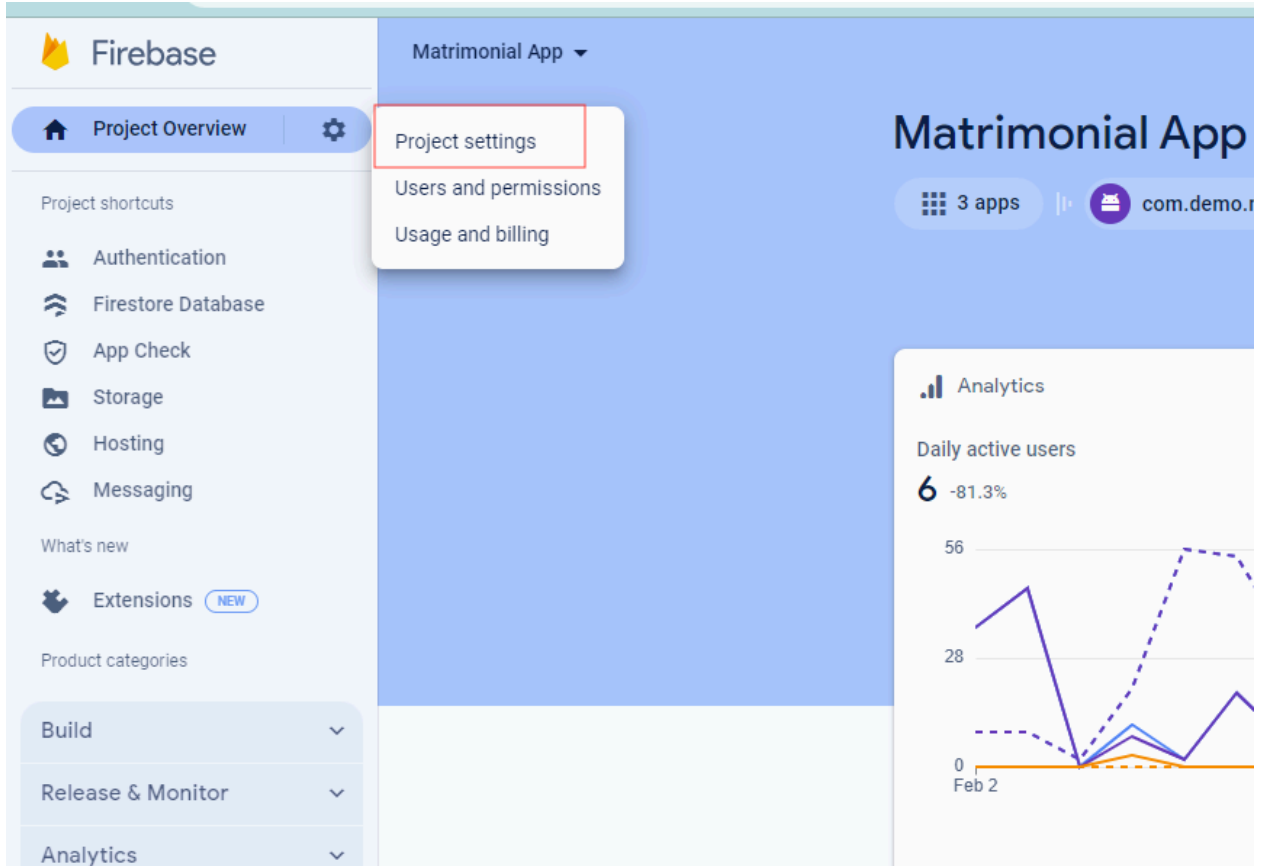 Firebase
Matrimonial App
Project Overview
Project settings
Users and permissions
Usage and billing
Project shortcuts
Authentication
Firestore Database
App Check
Storage
Hosting
Messaging
What's new
Extensions NEW
Product categories
Build
Release & Monitor
Analytics
Matrimonial App
3 apps
com.demo.r
Analytics
Daily active users
6 -81.3%
56
28
0
Feb 2